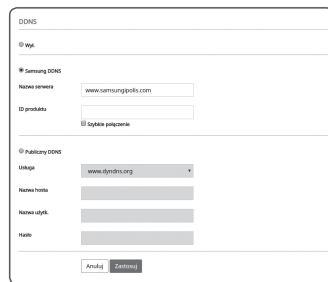 DDNS
Wył.
Samsung DDNS
Nazwa serwera www.samsungipolis.com
ID produktu
Szybkie połączenie
Publiczny DDNS
Usługa www.dyndns.org
Nazwa hosta
Nazwa użytk.
Hasło
Anuluj Zastosuj